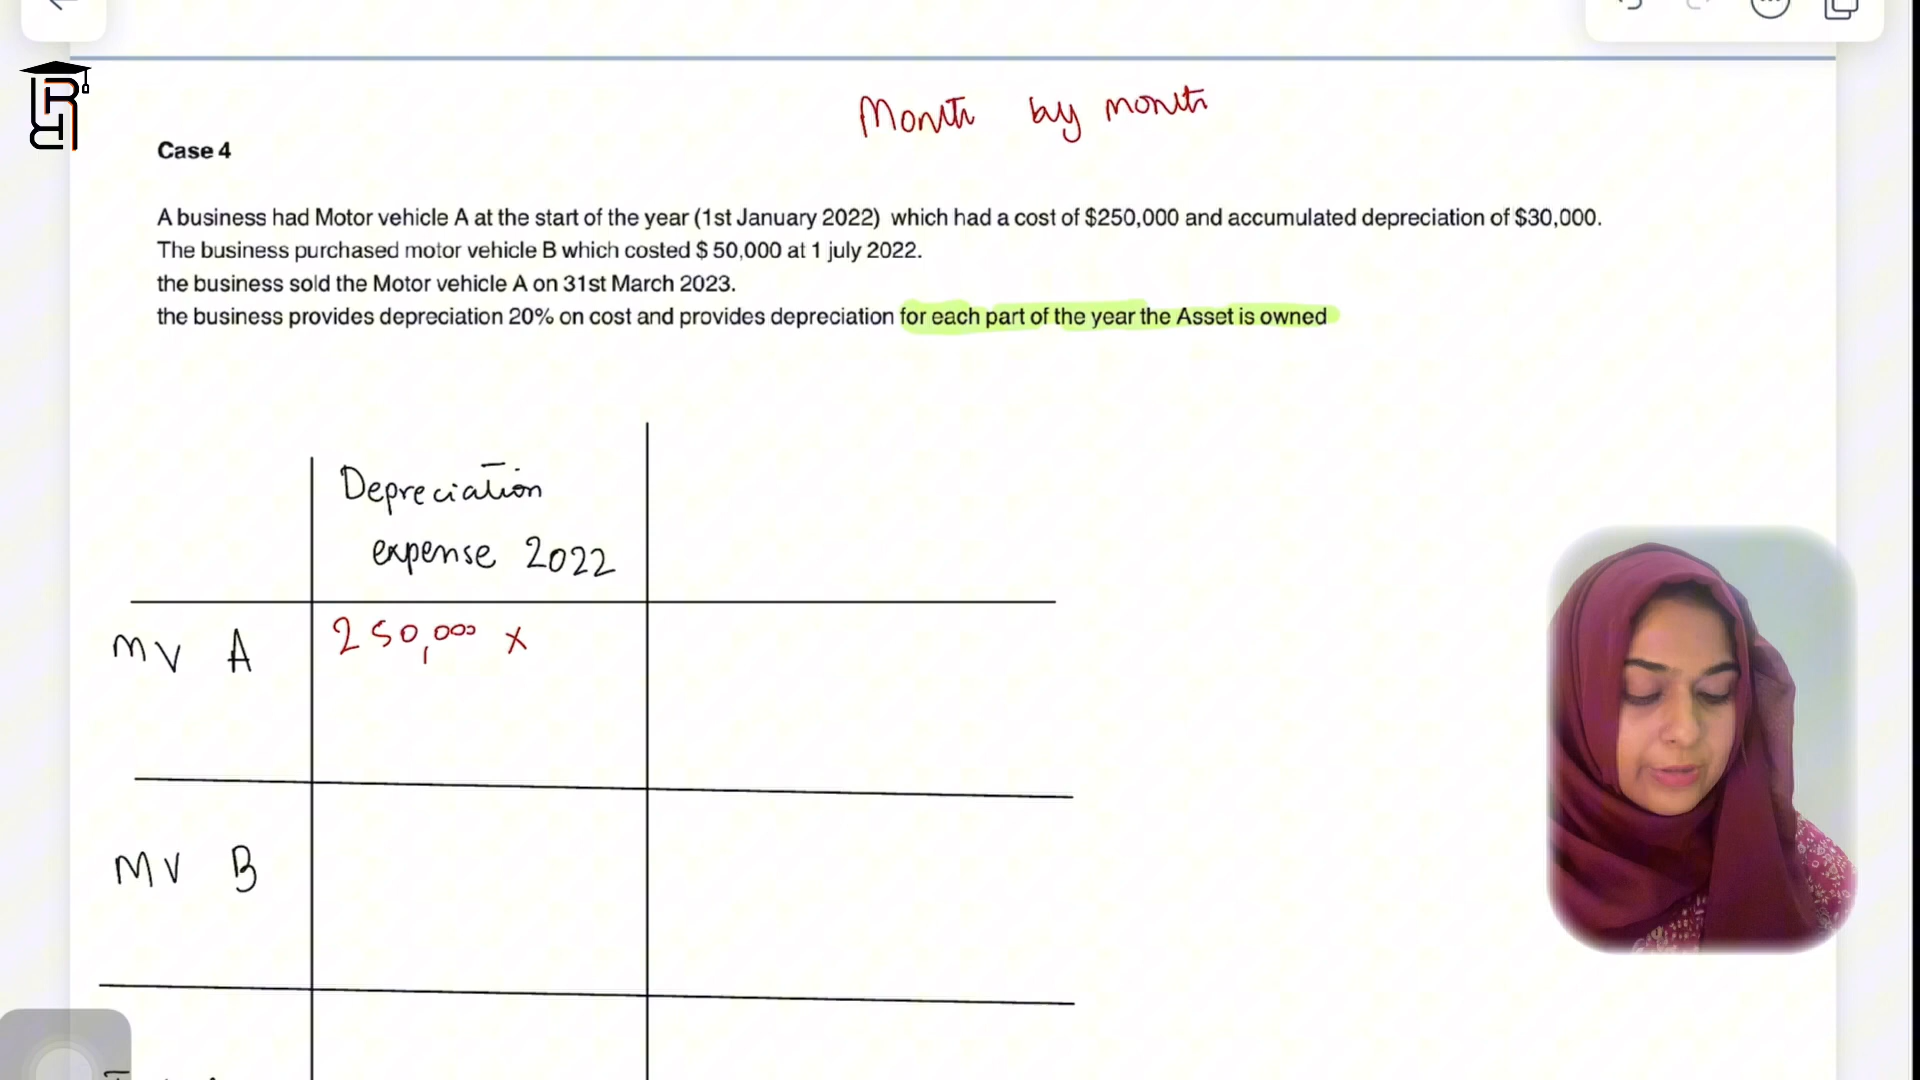 Month by month
Case 4
A business had Motor vehicle A at the start of the year (1st January 2022) which had a cost of $250,000 and accumulated depreciation of $30,000.
The business purchased motor vehicle B which costed $ 50,000 at 1 july 2022.
the business sold the Motor vehicle A on 31st March 2023.
the business provides depreciation 20% on cost and provides depreciation for each part of the year the Asset is owned
Depreciation
expense 2022
MV A
250,000 x
MV B